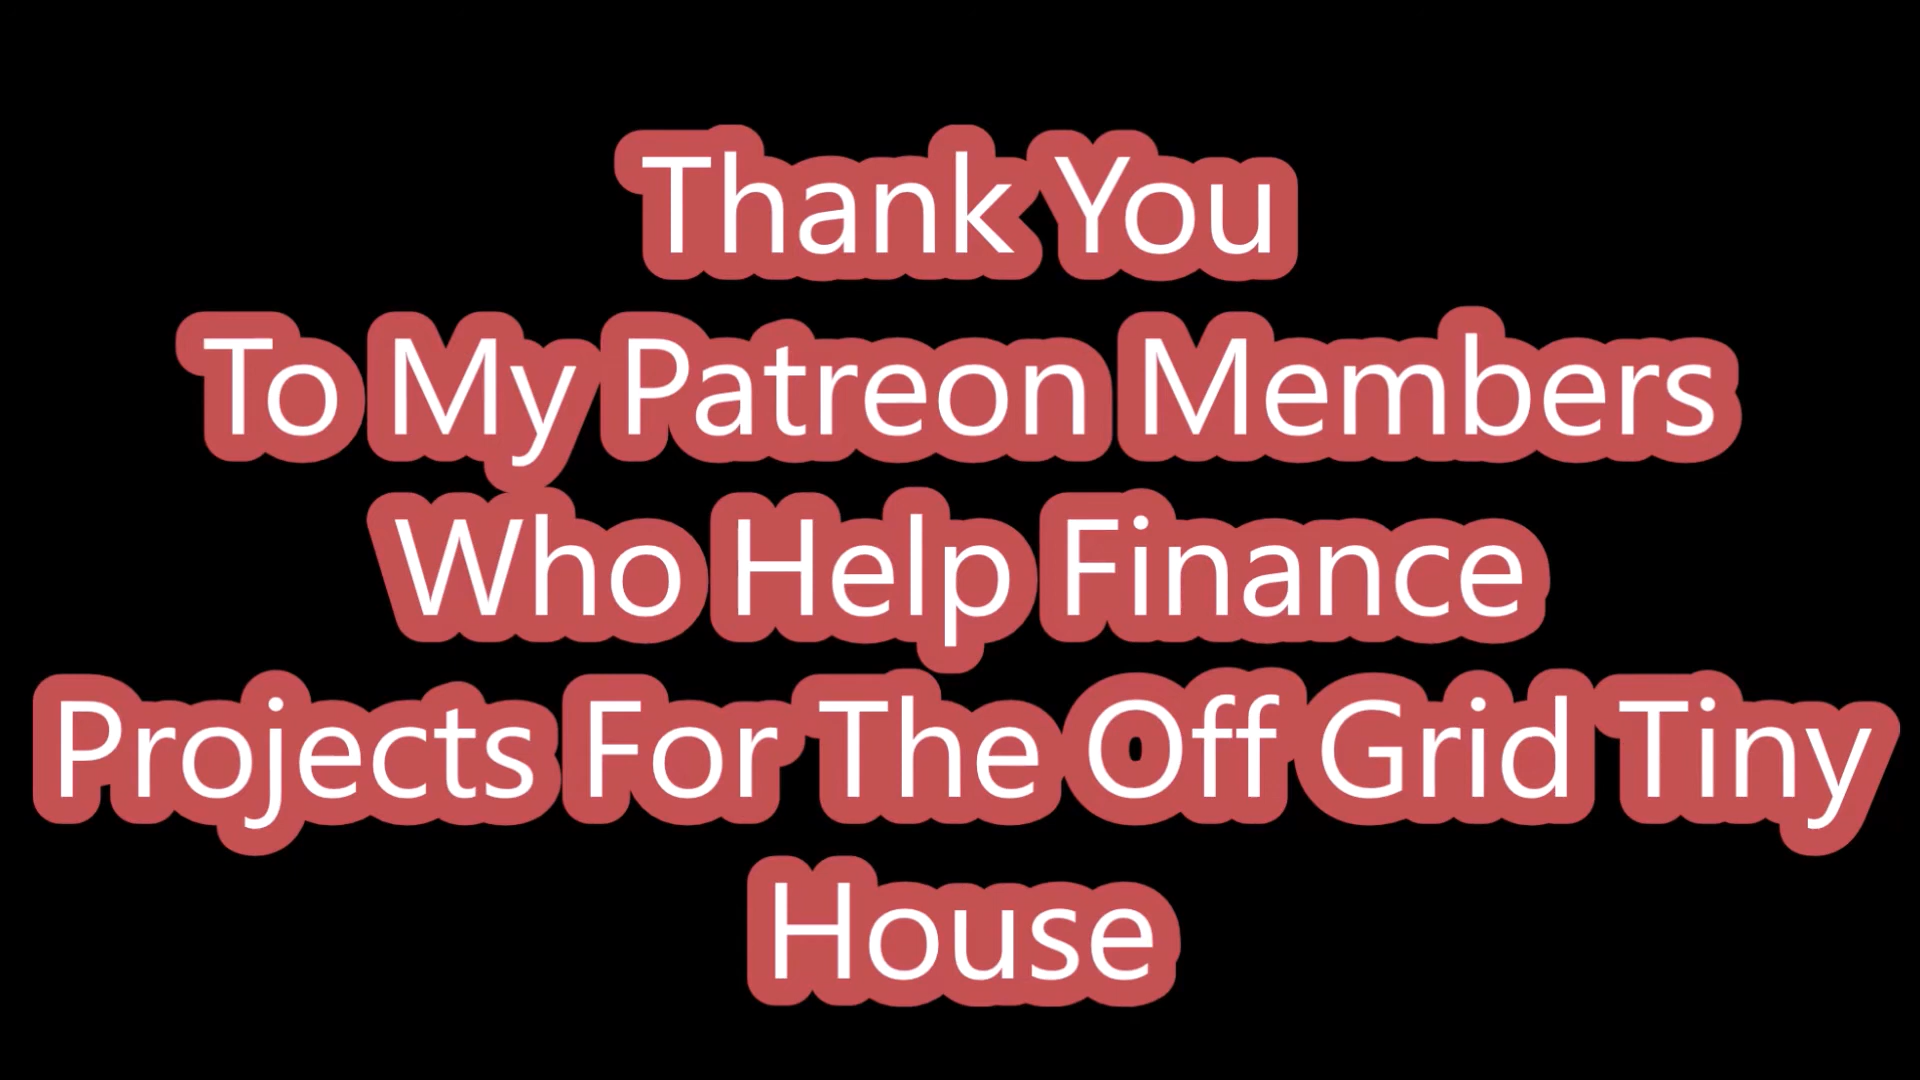 Thank You
To My Patreon Members
Who Help Finance
Projects For The Off Grid Tiny
House